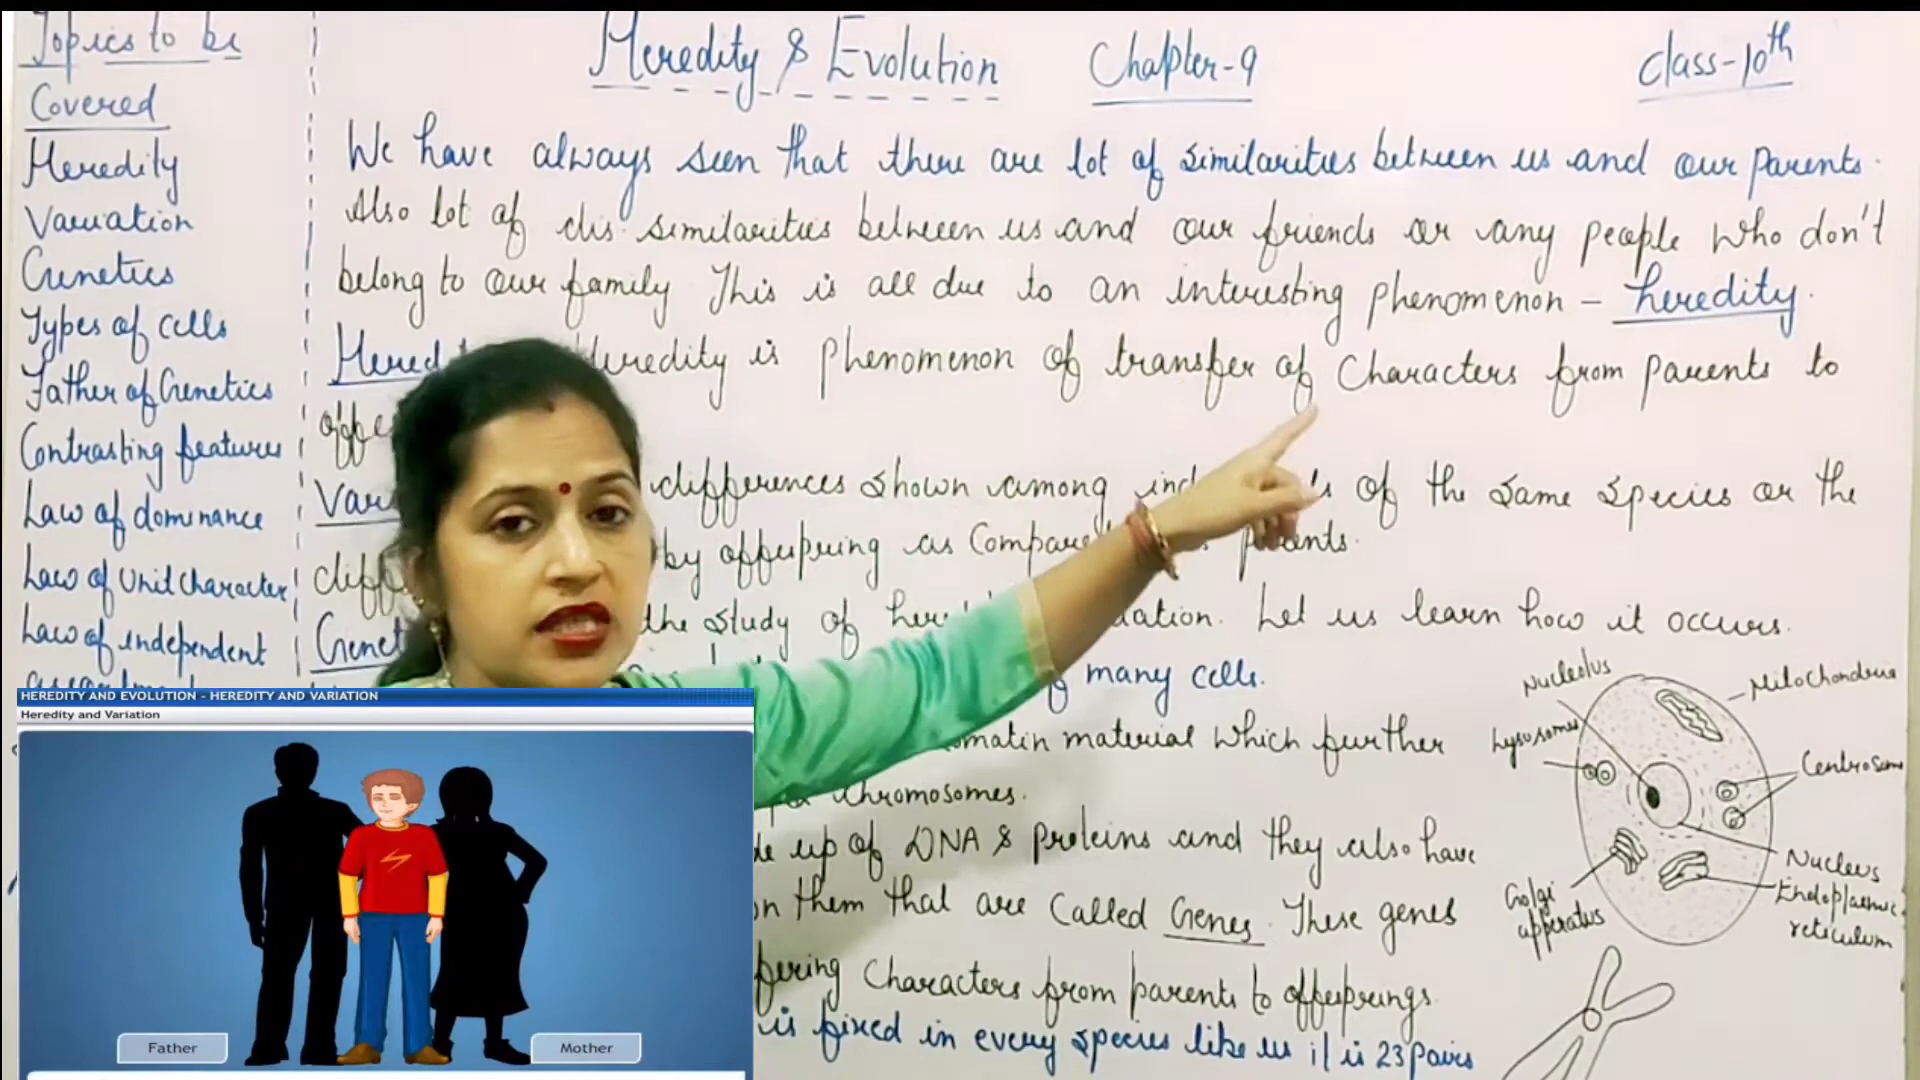 Topics to be
Covered
Heredity
Variation
Genetics
Types of cells
Father of Genetics
Contrasting features
Law of dominance
Law of Unit character
Law of independent
Heredity & Evolution Chapter-9 Class-10th
We have always seen that there are lot of similarities between us and our parents.
Also lot of dis similarities between us and our friends or any people who don't
belong to our family This is all due to an interesting phenomenon - heredity.
Heredity is phenomenon of transfer of Characters from parents to
differences shown among of the same species or the
by offspring as
the study of Let us learn how it occurs.
many cells.
material which further
Chromosomes.
up of DNA & proteins and they also have
on them that are Called Genes. These genes
Characters from parents to offsprings.
is fixed in every species like us it is 23 pairs
Nucleolus
Mitochondria
Lysosomes
Centrosome
Nucleus
Golgi
apparatus
Endoplasmic
reticulum
HEREDITY AND EVOLUTION - HEREDITY AND VARIATION
Heredity and Variation
Father
Mother